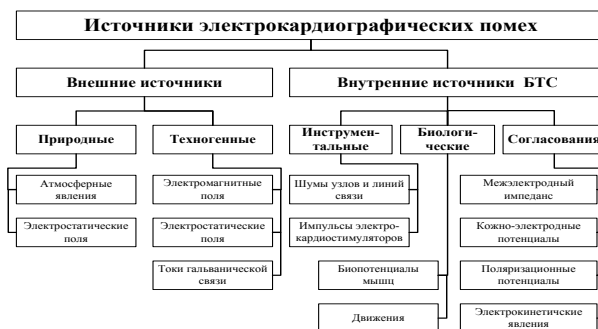 Источники электрокардиографических помех
Внешние источники
Внутренние источники БТС
Природные
Техногенные
Инструмен-
тальные
Биологи-
ческие
Согласования
Атмосферные
явления
Электростатические
поля
Электромагнитные
поля
Электростатические
поля
Токи гальванической
связи
Шумы узлов и линий
связи
Импульсы электро-
кардиостимуляторов
Биопотенциалы
мышц
Движения
Межэлектродный
импеданс
Кожно-электродные
потенциалы
Поляризационные
потенциалы
Электрокинетичские
явления